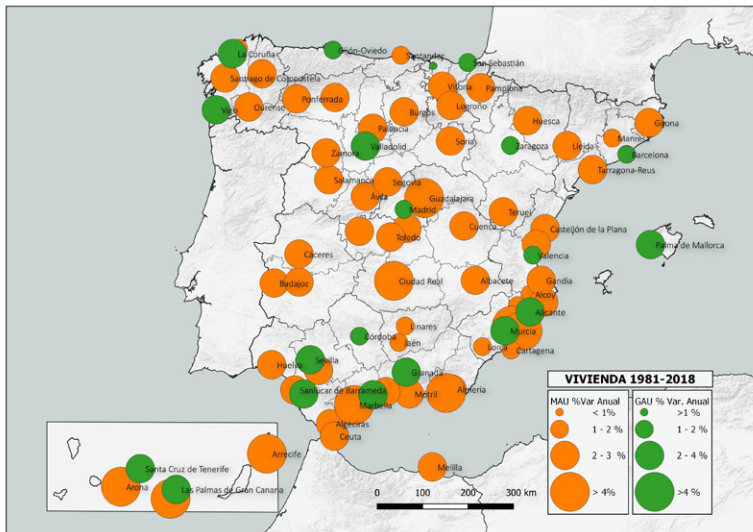 La Coruña
Gijón-Oviedo
Santander
San Sebastián
Santiago de Compostela
Vitoria
Pamplona
Vigo
Ourense
Ponferrada
Burgos
Logroño
Huesca
Girona
Palencia
Manresa
Valladolid
Soria
Zaragoza
Lleida
Barcelona
Zamora
Tarragona-Reus
Salamanca
Segovia
Ávila
Guadalajara
Madrid
Teruel
Cuenca
Castelión de la Plana
Toledo
Palma de Mallorca
Valencia
Cáceres
Badajoz
Ciudad Real
Albacete
Gandia
Alcoy
Alicante
Murcia
Linares
Córdoba
Jaén
Lorca
Cartagena
Sevilla
Huelva
Granada
Sanlúcar de Barrameda
Marbella
Motril
Almería
Algeciras
Ceuta
Arrecife
Melilla
Santa Cruz de Tenerife
Arona
Las Palmas de Gran Canaria
0 100 200 300 km
VIVIENDA 1981-2018
MAU %Var Anual
< 1%
1 - 2 %
2 - 3 %
> 4%
GAU % Var. Anual
>1 %
1 - 2 %
2 - 4 %
>4 %